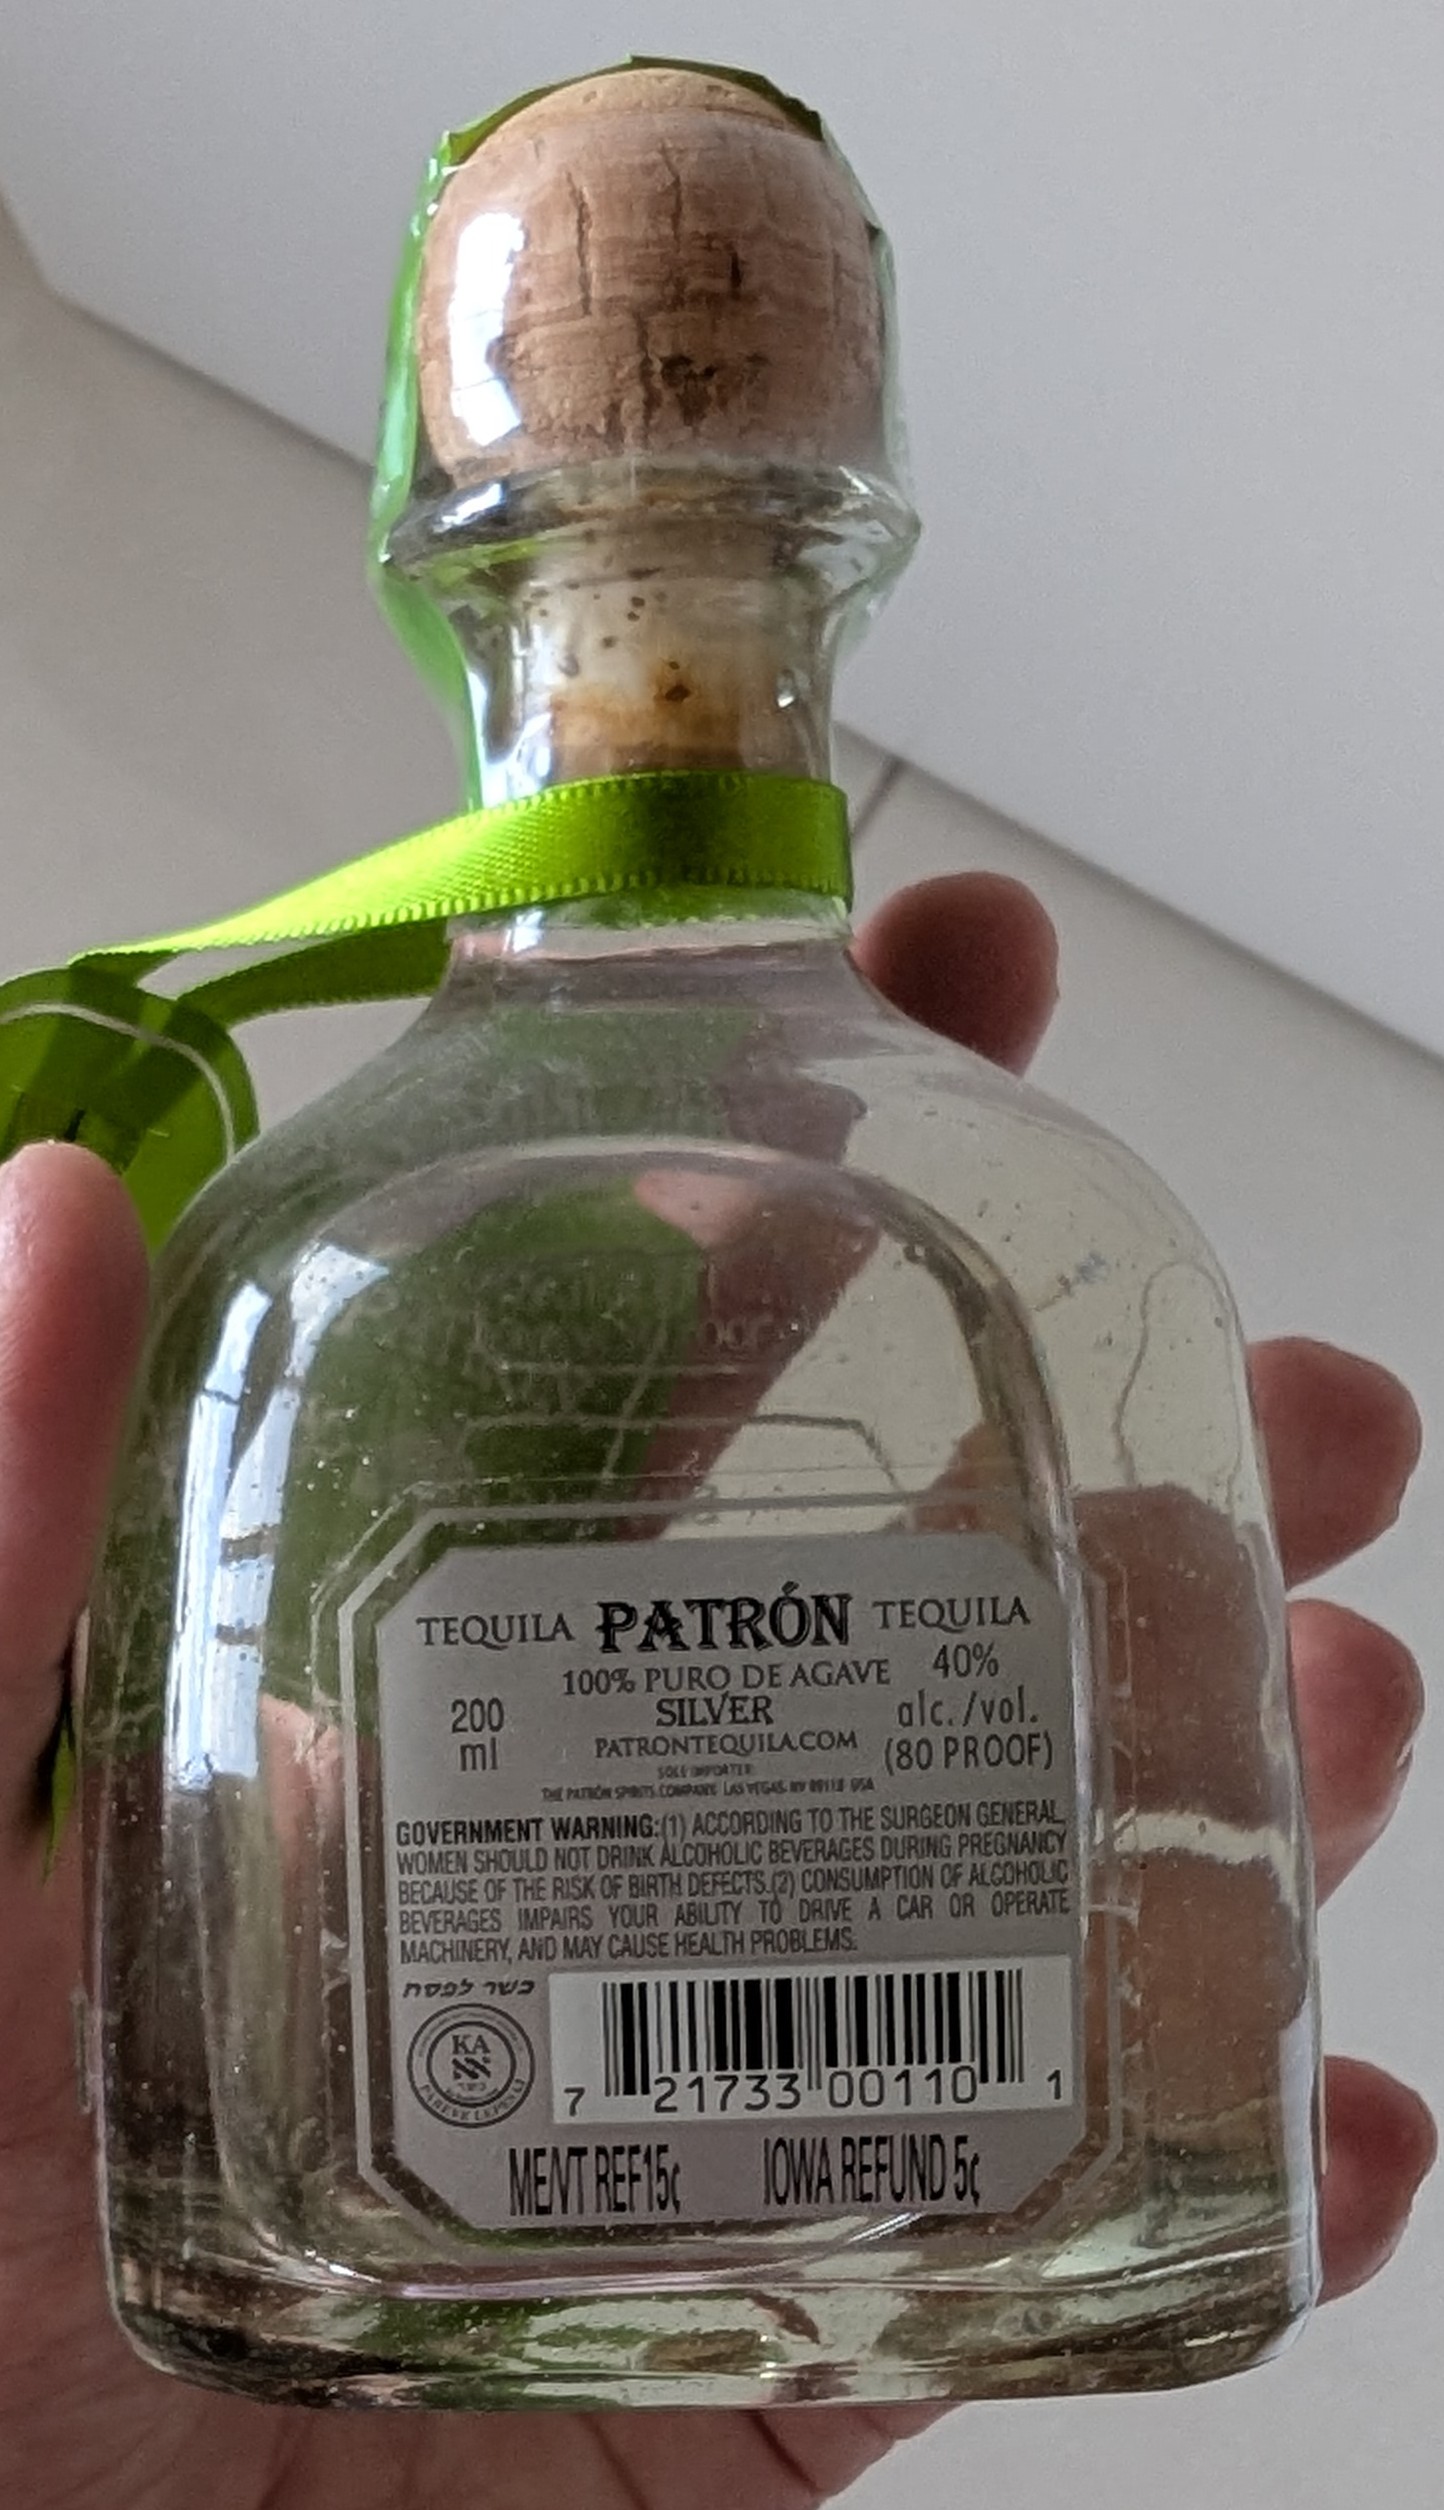 TEQUILA PATRÓN TEQUILA
100% PURO DE AGAVE
SILVER
PATRONTEQUILA.COM
200
ml
40%
alc./vol.
(80 PROOF)
SOLE IMPORTER:
THE PATRÓN SPIRITS COMPANY, LAS VEGAS, NV 89118 USA
GOVERNMENT WARNING:(1) ACCORDING TO THE SURGEON GENERAL,
WOMEN SHOULD NOT DRINK ALCOHOLIC BEVERAGES DURING PREGNANCY
BECAUSE OF THE RISK OF BIRTH DEFECTS.(2) CONSUMPTION OF ALCOHOLIC
BEVERAGES IMPAIRS YOUR ABILITY TO DRIVE A CAR OR OPERATE
MACHINERY, AND MAY CAUSE HEALTH PROBLEMS.
כשר לפסח
KA
כשר
7 21733 00110 1
ME/VT REF15¢ IOWA REFUND 5¢